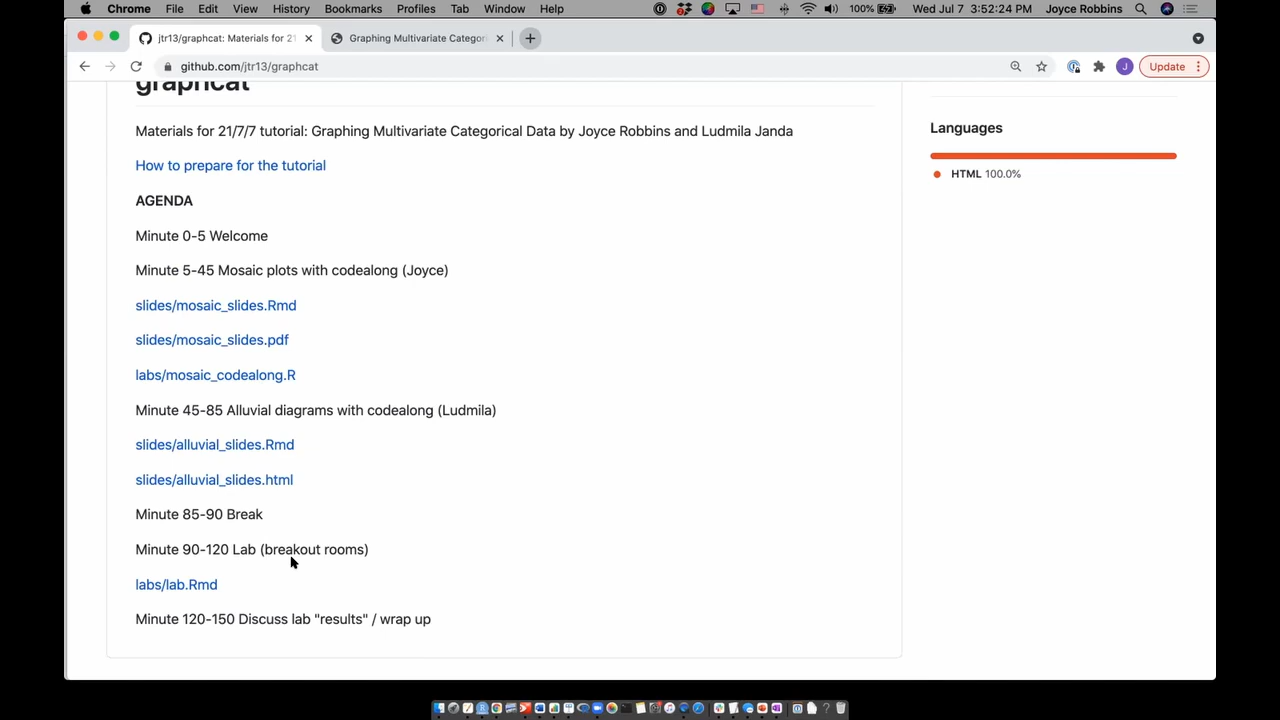 Chrome File Edit View History Bookmarks Profiles Tab Window Help 100% Wed Jul 7 3:52:24 PM Joyce Robbins
jtr13/graphcat: Materials for 21
Graphing Multivariate Categori
github.com/jtr13/graphcat
J
Update
graphcat
Materials for 21/7/7 tutorial: Graphing Multivariate Categorical Data by Joyce Robbins and Ludmila Janda
How to prepare for the tutorial
AGENDA
Minute 0-5 Welcome
Minute 5-45 Mosaic plots with codealong (Joyce)
slides/mosaic_slides.Rmd
slides/mosaic_slides.pdf
labs/mosaic_codealong.R
Minute 45-85 Alluvial diagrams with codealong (Ludmila)
slides/alluvial_slides.Rmd
slides/alluvial_slides.html
Minute 85-90 Break
Minute 90-120 Lab (breakout rooms)
labs/lab.Rmd
Minute 120-150 Discuss lab "results" / wrap up
Languages
HTML 100.0%